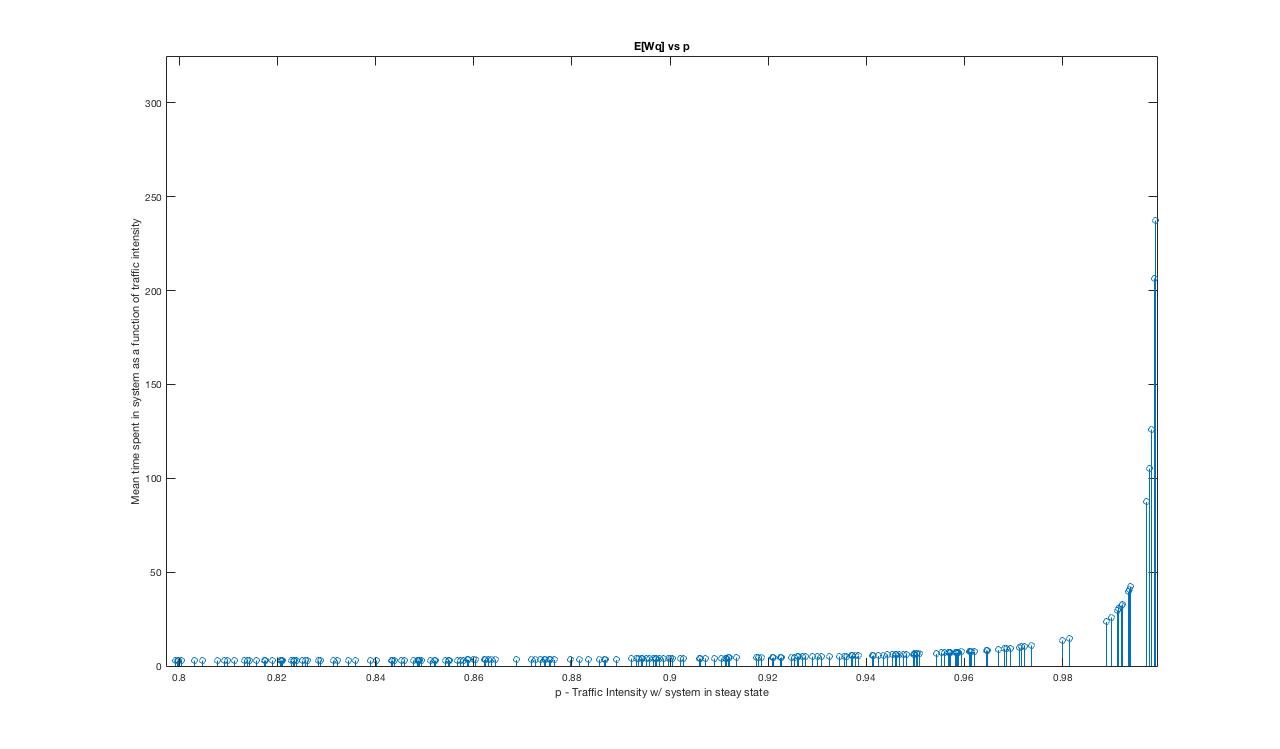 E[Wq] vs p
Mean time spent in system as a function of traffic intensity
300
250
200
150
100
50
0
0.8 0.82 0.84 0.86 0.88 0.9 0.92 0.94 0.96 0.98
p - Traffic Intensity w/ system in steay state